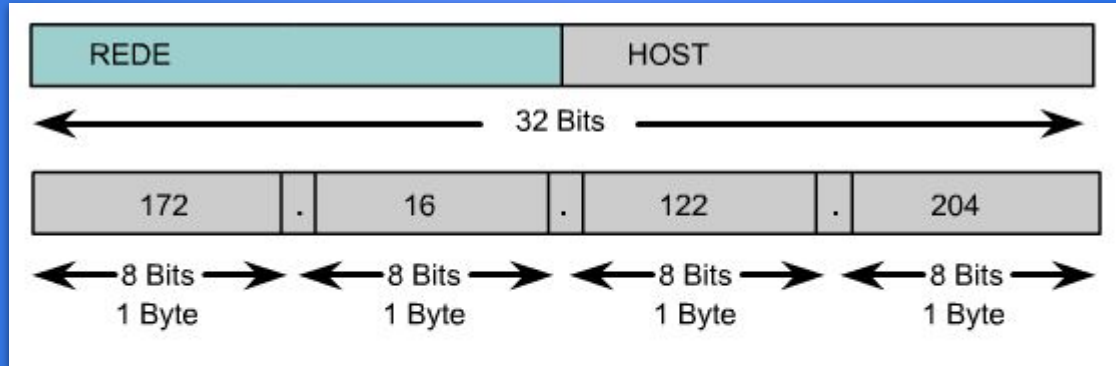 REDE HOST
32 Bits
172 . 16 . 122 . 204
8 Bits 8 Bits 8 Bits 8 Bits
1 Byte 1 Byte 1 Byte 1 Byte